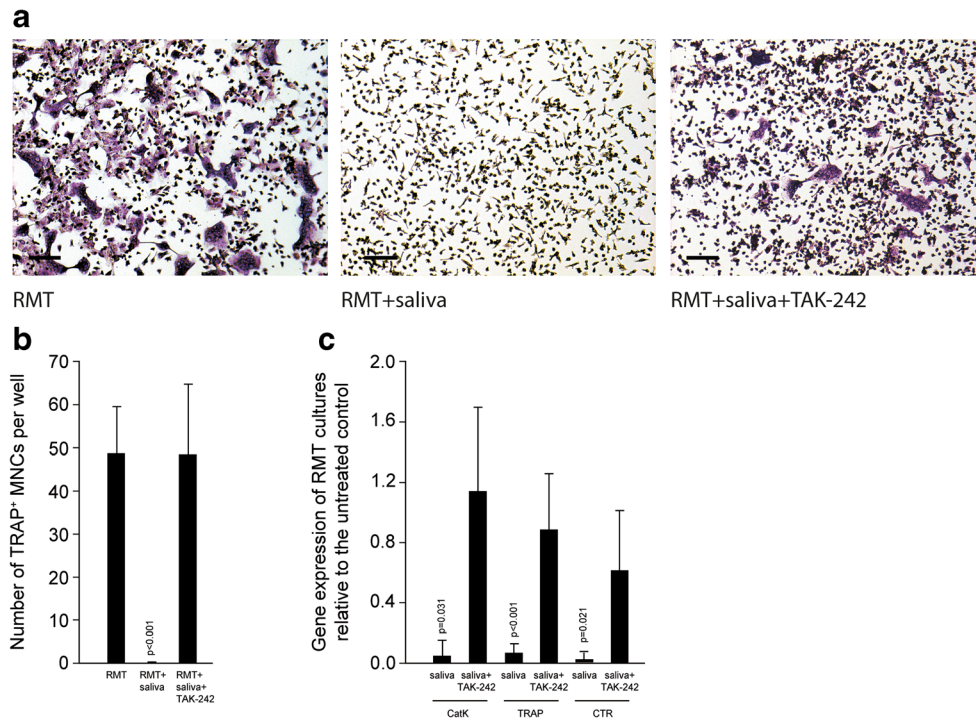 a
RMT
RMT+saliva
RMT+saliva+TAK-242
b
Number of TRAP⁺ MNCs per well
70
60
50
40
30
20
10
0
p<0.001
RMT
RMT+
saliva
RMT+
saliva+
TAK-242
c
Gene expression of RMT cultures
relative to the untreated control
2.0
1.6
1.2
0.8
0.4
0.0
p=0.031
p<0.001
p=0.021
saliva
saliva+
TAK-242
saliva
saliva+
TAK-242
saliva
saliva+
TAK-242
CatK
TRAP
CTR